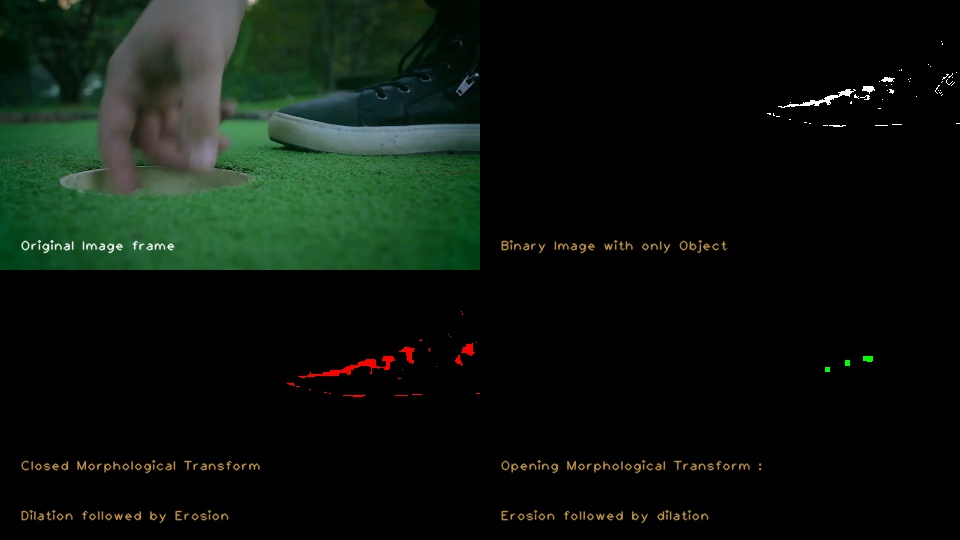 Original Image frame
Binary Image with only Object
Closed Morphological Transform
Dilation followed by Erosion
Opening Morphological Transform :
Erosion followed by dilation